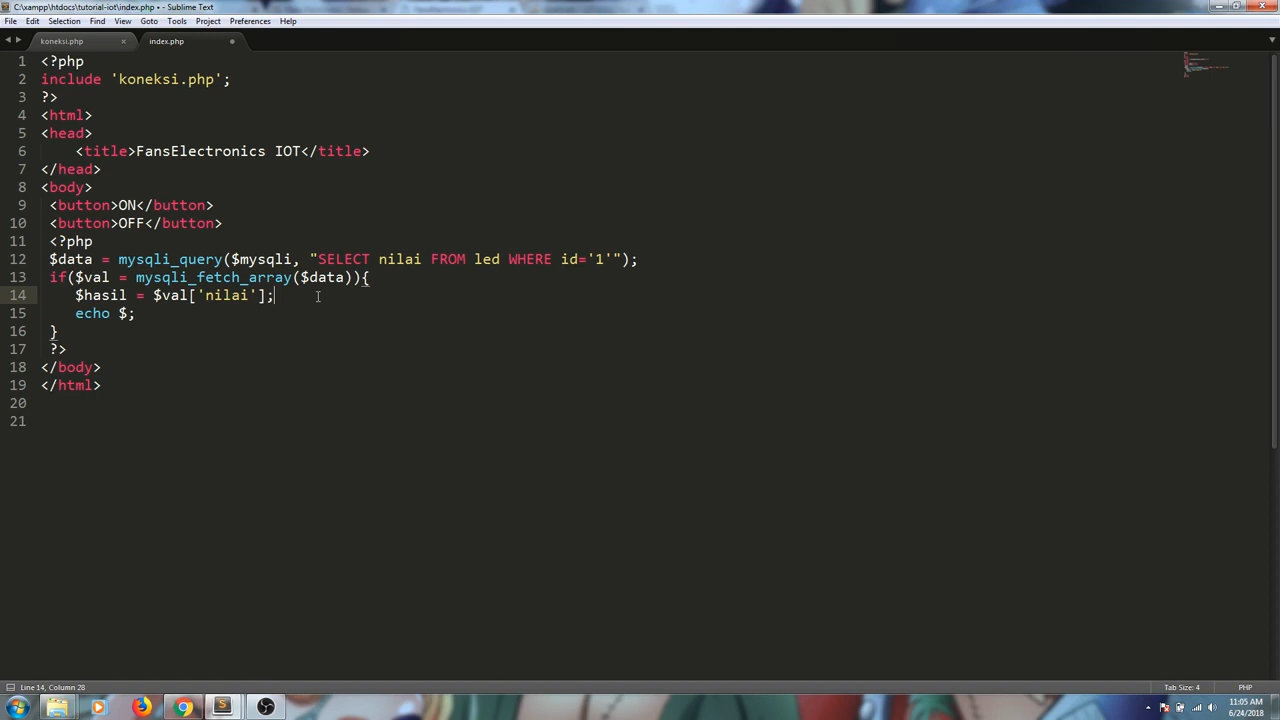 C:\xampp\htdocs\tutorial-iot\index.php • - Sublime Text
File Edit Selection Find View Goto Tools Project Preferences Help
koneksi.php index.php
1 <?php
2 include 'koneksi.php';
3 ?>
4 <html>
5 <head>
6 <title>FansElectronics IOT</title>
7 </head>
8 <body>
9 <button>ON</button>
10 <button>OFF</button>
11 <?php
12 $data = mysqli_query($mysqli, "SELECT nilai FROM led WHERE id='1'");
13 if($val = mysqli_fetch_array($data)){
14 $hasil = $val['nilai'];
15 echo $;
16 }
17 ?>
18 </body>
19 </html>
20
21
Line 14, Column 28 Tab Size: 4 PHP
11:05 AM
6/24/2018